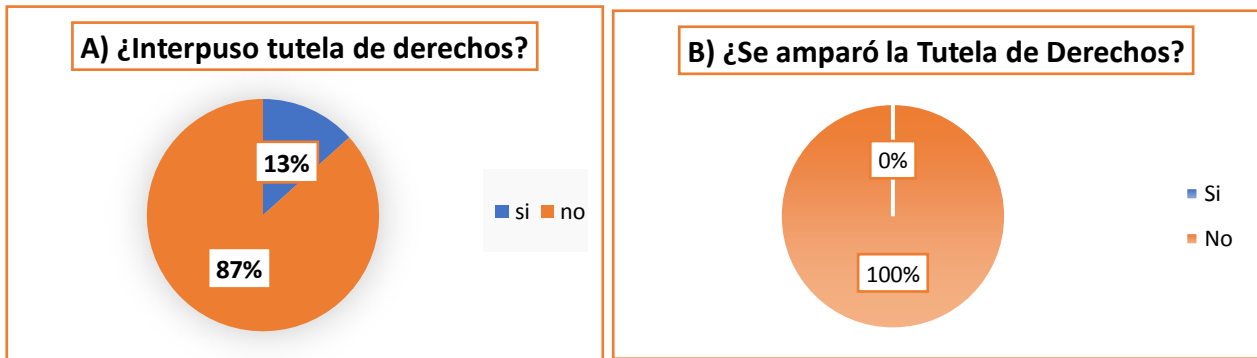 A) ¿Interpuso tutela de derechos?
13%
87%
si no
B) ¿Se amparó la Tutela de Derechos?
0%
100%
Si
No